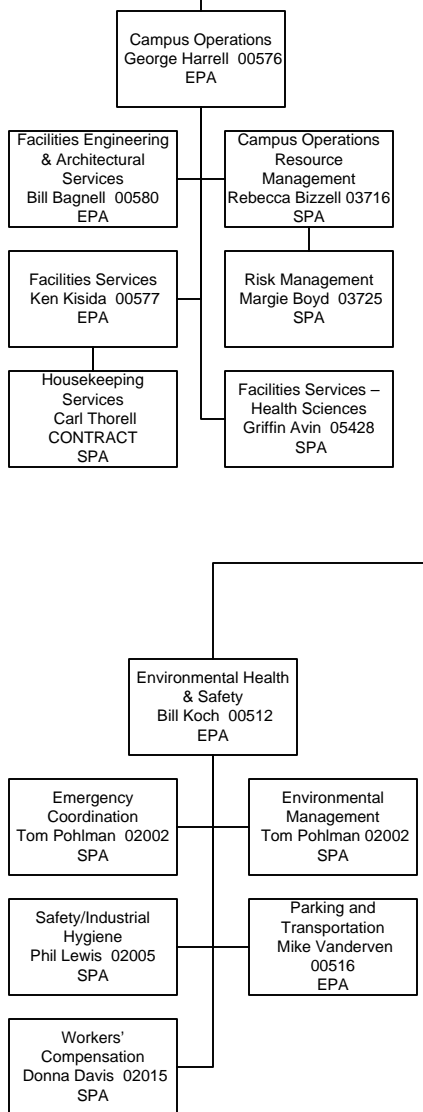 Campus Operations
George Harrell 00576
EPA
Facilities Engineering
& Architectural
Services
Bill Bagnell 00580
EPA
Campus Operations
Resource
Management
Rebecca Bizzell 03716
SPA
Facilities Services
Ken Kisida 00577
EPA
Risk Management
Margie Boyd 03725
SPA
Housekeeping
Services
Carl Thorell
CONTRACT
SPA
Facilities Services –
Health Sciences
Griffin Avin 05428
SPA
Environmental Health
& Safety
Bill Koch 00512
EPA
Emergency
Coordination
Tom Pohlman 02002
SPA
Environmental
Management
Tom Pohlman 02002
SPA
Safety/Industrial
Hygiene
Phil Lewis 02005
SPA
Parking and
Transportation
Mike Vanderven
00516
EPA
Workers'
Compensation
Donna Davis 02015
SPA